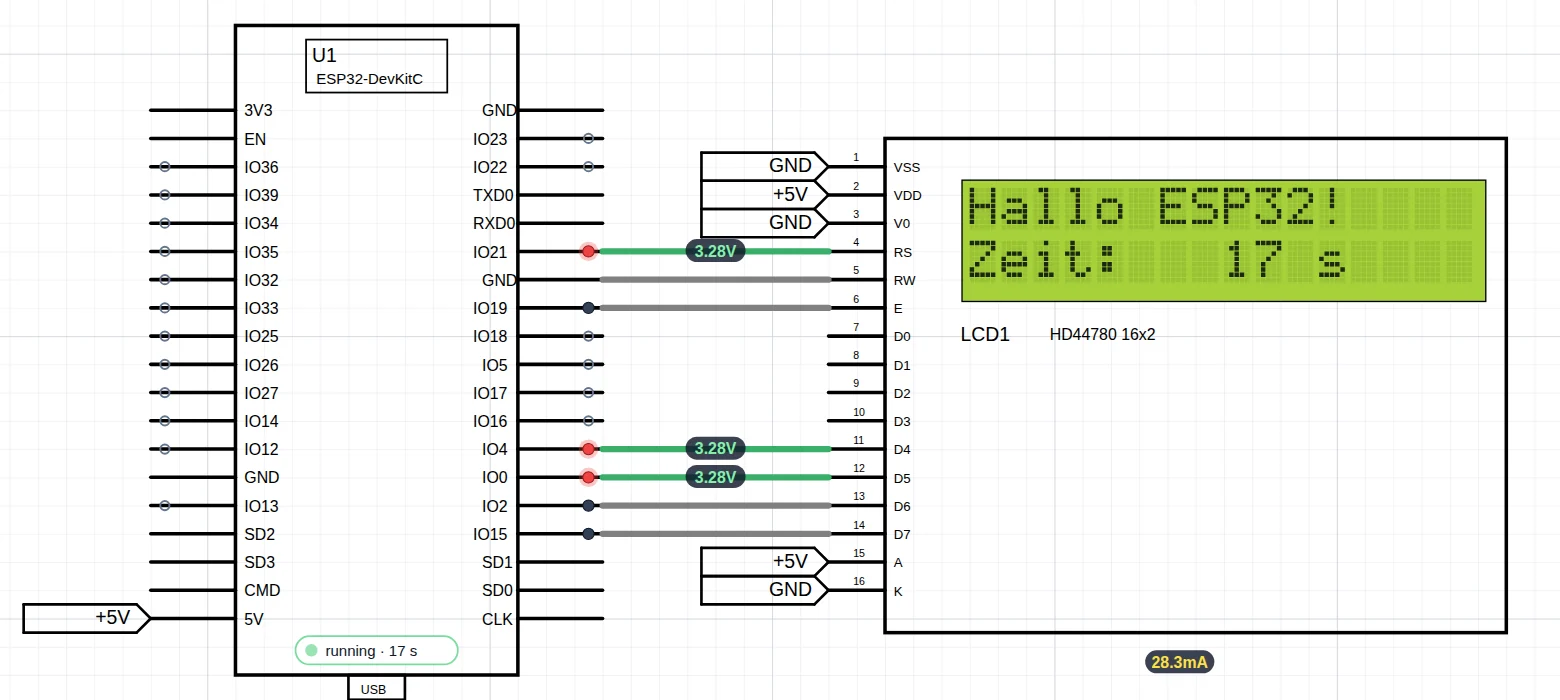 U1
ESP32-DevKitC
3V3
EN
IO36
IO39
IO34
IO35
IO32
IO33
IO25
IO26
IO27
IO14
IO12
GND
IO13
SD2
SD3
CMD
5V
+5V
GND
IO23
IO22
TXD0
RXD0
IO21
GND
IO19
IO18
IO5
IO17
IO16
IO4
IO0
IO2
IO15
SD1
SD0
CLK
running · 17 s
USB
GND
+5V
GND
3.28V
3.28V
3.28V
+5V
GND
1 VSS
2 VDD
3 V0
4 RS
5 RW
6 E
7 D0
8 D1
9 D2
10 D3
11 D4
12 D5
13 D6
14 D7
15 A
16 K
Hallo ESP32!
Zeit: 17 s
LCD1 HD44780 16x2
28.3mA